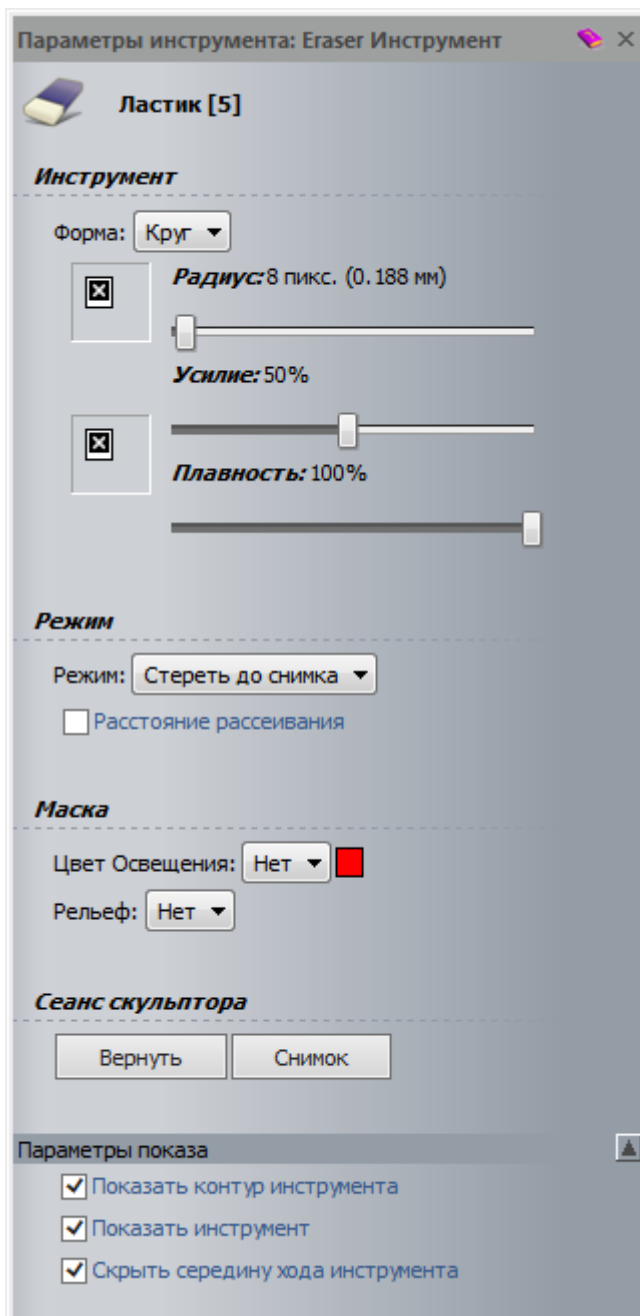 Параметры инструмента: Eraser Инструмент
Ластик [5]
Инструмент
Форма: Круг
Радиус: 8 пикс. (0.188 мм)
Усилие: 50%
Плавность: 100%
Режим
Режим: Стереть до снимка
Расстояние рассеивания
Маска
Цвет Освещения: Нет
Рельеф: Нет
Сеанс скульптора
Вернуть Снимок
Параметры показа
Показать контур инструмента
Показать инструмент
Скрыть середину хода инструмента